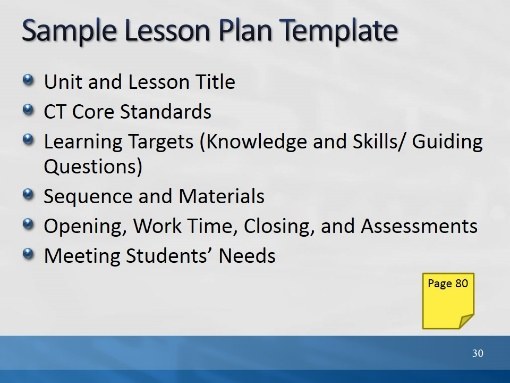 Sample Lesson Plan Template
Unit and Lesson Title
CT Core Standards
Learning Targets (Knowledge and Skills/ Guiding
Questions)
Sequence and Materials
Opening, Work Time, Closing, and Assessments
Meeting Students’ Needs
Page 80
30